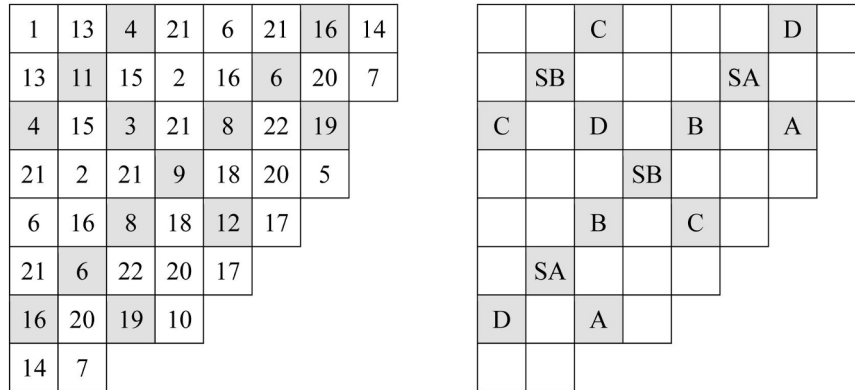 1 13 4 21 6 21 16 14
13 11 15 2 16 6 20 7
4 15 3 21 8 22 19
21 2 21 9 18 20 5
6 16 8 18 12 17
21 6 22 20 17
16 20 19 10
14 7
C D
SB SA
C D B A
SB
B C
SA
D A